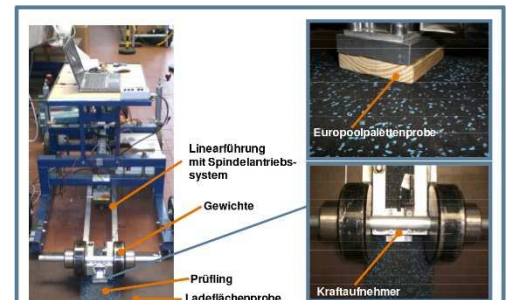 Linearführung
mit Spindelantriebs-
system
Gewichte
Prüfling
Ladeflächenprobe
Europoolpalettenprobe
Kraftaufnehmer